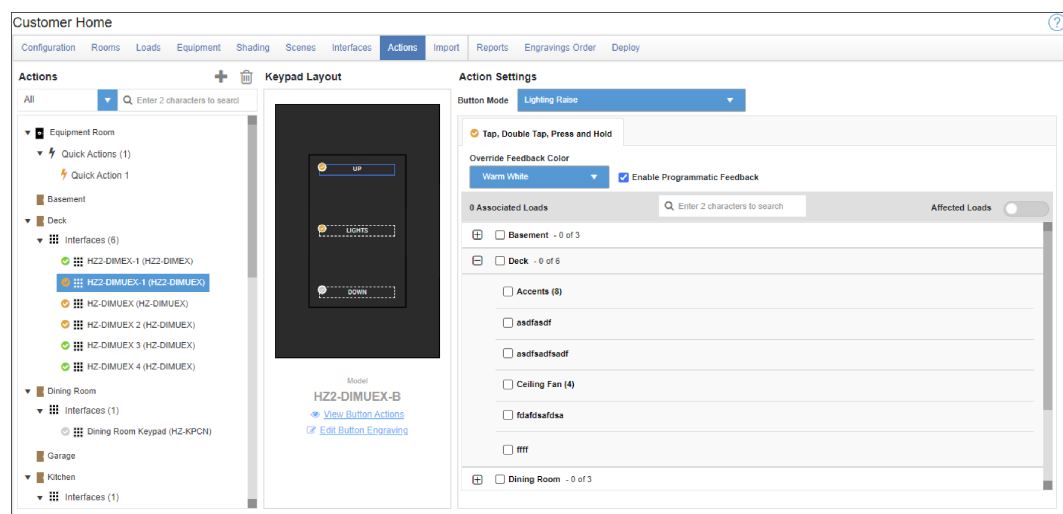 Customer Home
Configuration Rooms Loads Equipment Shading Scenes Interfaces Actions Import Reports Engravings Order Deploy
Actions
All
Enter 2 characters to searcl
Equipment Room
Quick Actions (1)
Quick Action 1
Basement
Deck
Interfaces (6)
HZ2-DIMEX-1 (HZ2-DIMEX)
HZ2-DIMUEX-1 (HZ2-DIMUEX)
HZ-DIMUEX (HZ-DIMUEX)
HZ-DIMUEX 2 (HZ-DIMUEX)
HZ-DIMUEX 3 (HZ-DIMUEX)
HZ-DIMUEX 4 (HZ-DIMUEX)
Dining Room
Interfaces (1)
Dining Room Keypad (HZ-KPCN)
Garage
Kitchen
Interfaces (1)
Keypad Layout
UP
LIGHTS
DOWN
Model
HZ2-DIMUEX-B
View Button Actions
Edit Button Engraving
Action Settings
Button Mode Lighting Raise
Tap, Double Tap, Press and Hold
Override Feedback Color
Warm White
Enable Programmatic Feedback
0 Associated Loads
Enter 2 characters to search
Affected Loads
Basement - 0 of 3
Deck - 0 of 6
Accents (8)
asdfasdf
asdfsadfsadf
Ceiling Fan (4)
fdafdsafdsa
ffff
Dining Room - 0 of 3